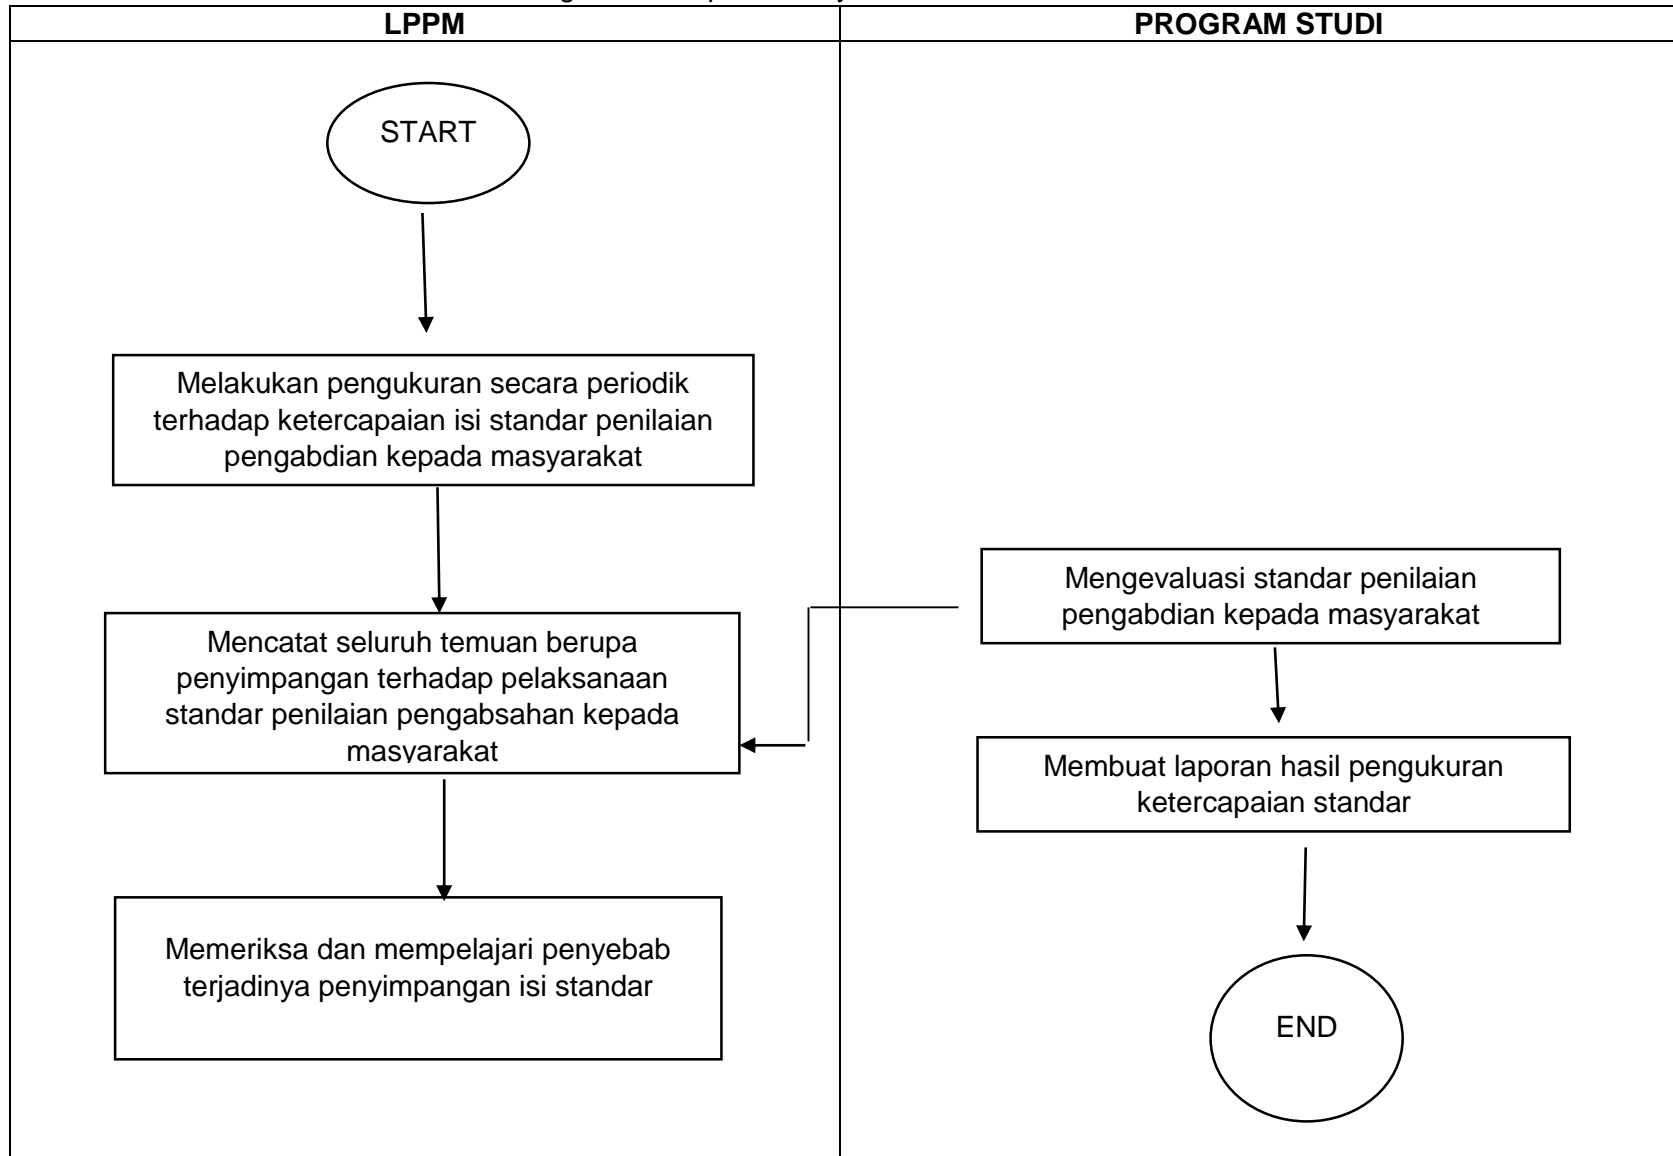 LPPM
PROGRAM STUDI
START
Melakukan pengukuran secara periodik
terhadap ketercapaian isi standar penilaian
pengabdian kepada masyarakat
Mencatat seluruh temuan berupa
penyimpangan terhadap pelaksanaan
standar penilaian pengabsahan kepada
masyarakat
Memeriksa dan mempelajari penyebab
terjadinya penyimpangan isi standar
Mengevaluasi standar penilaian
pengabdian kepada masyarakat
Membuat laporan hasil pengukuran
ketercapaian standar
END